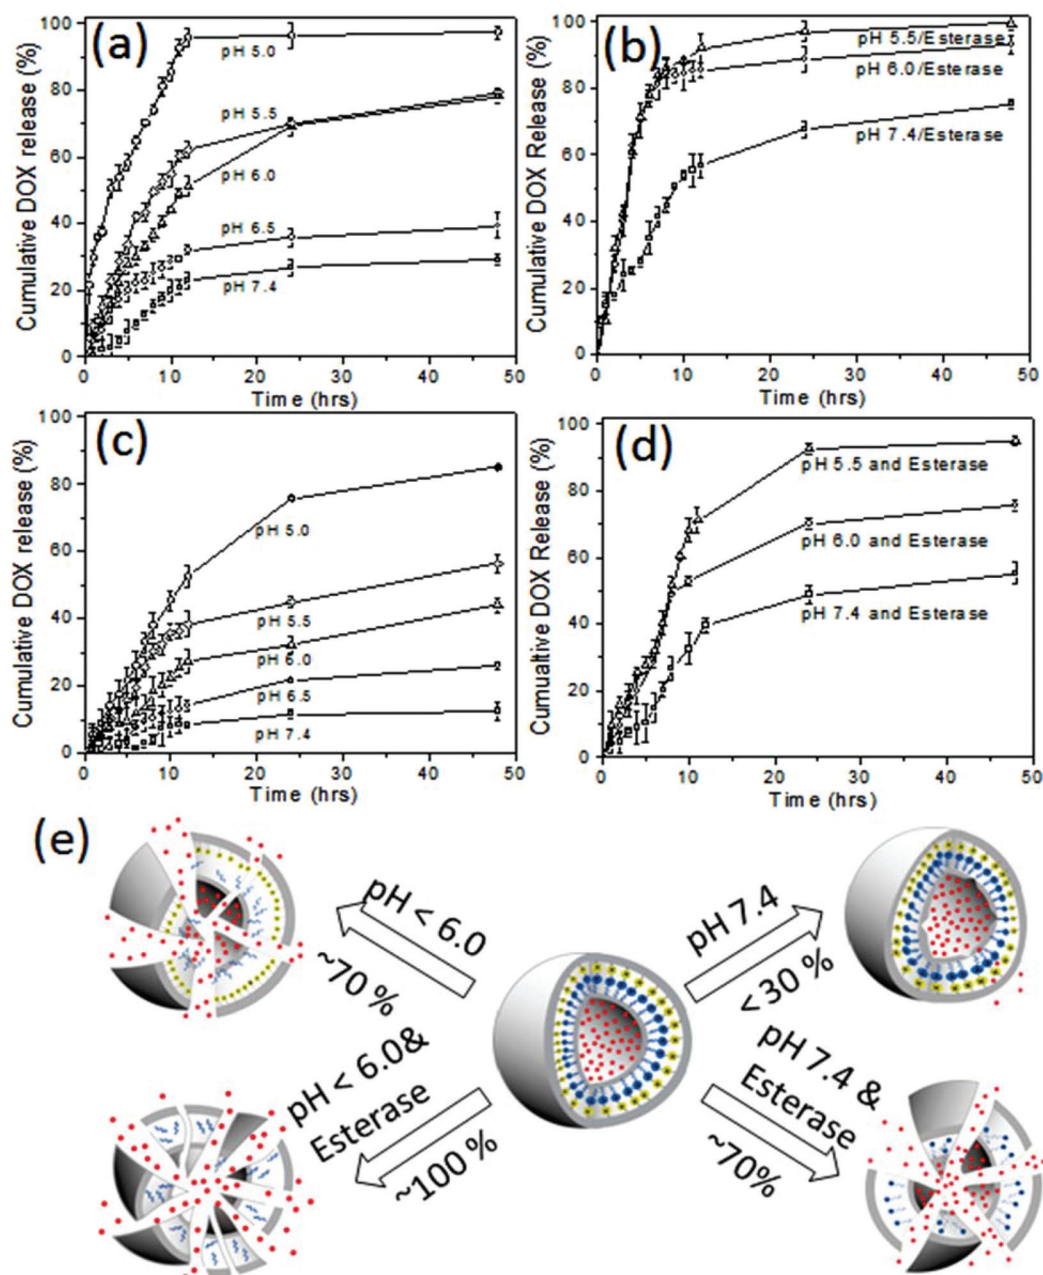 (a)
Cumulative DOX release (%)
100
80
60
40
20
0
pH 5.0
pH 5.5
pH 6.0
pH 6.5
pH 7.4
0 10 20 30 40 50
Time (hrs)
(b)
Cumulative DOX Release (%)
100
80
60
40
20
0
pH 5.5/Esterase
pH 6.0/Esterase
pH 7.4/Esterase
0 10 20 30 40 50
Time (hrs)
(c)
Cumulative DOX release (%)
100
80
60
40
20
0
pH 5.0
pH 5.5
pH 6.0
pH 6.5
pH 7.4
0 10 20 30 40 50
Time (hrs)
(d)
Cumualtive DOX Release (%)
100
80
60
40
20
0
pH 5.5 and Esterase
pH 6.0 and Esterase
pH 7.4 and Esterase
0 10 20 30 40 50
Time (hrs)
(e)
pH < 6.0
~70 %
pH 7.4
< 30 %
pH < 6.0&
Esterase
~100 %
pH 7.4 &
Esterase
~70%